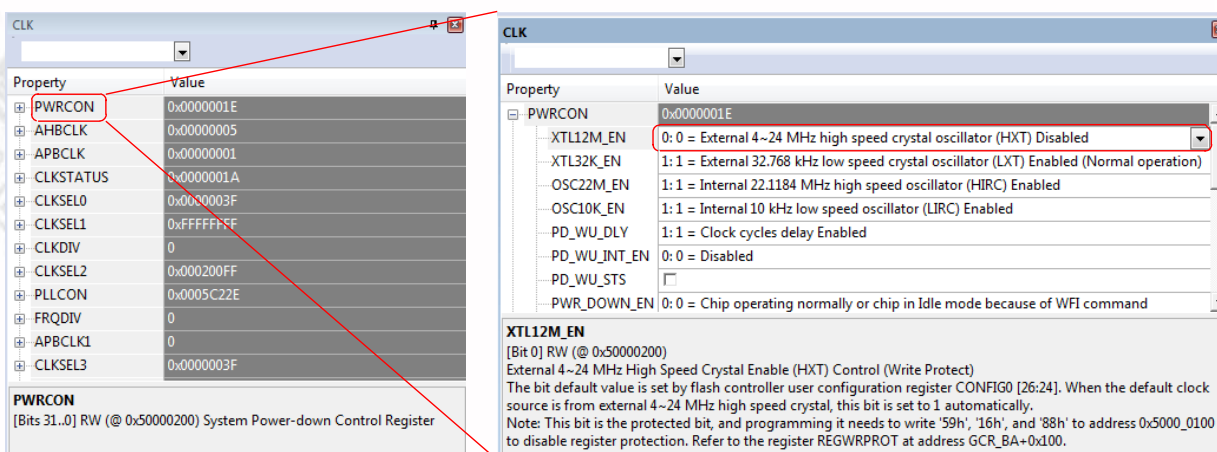 CLK
Property Value
PWRCON 0x0000001E
AHBCLK 0x00000005
APBCLK 0x00000001
CLKSTATUS 0x0000001A
CLKSEL0 0x0000003F
CLKSEL1 0xFFFFFFFF
CLKDIV 0
CLKSEL2 0x000200FF
PLLCON 0x0005C22E
FRQDIV 0
APBCLK1 0
CLKSEL3 0x0000003F
PWRCON
[Bits 31..0] RW (@ 0x50000200) System Power-down Control Register
CLK
Property Value
PWRCON 0x0000001E
XTL12M_EN 0: 0 = External 4~24 MHz high speed crystal oscillator (HXT) Disabled
XTL32K_EN 1: 1 = External 32.768 kHz low speed crystal oscillator (LXT) Enabled (Normal operation)
OSC22M_EN 1: 1 = Internal 22.1184 MHz high speed oscillator (HIRC) Enabled
OSC10K_EN 1: 1 = Internal 10 kHz low speed oscillator (LIRC) Enabled
PD_WU_DLY 1: 1 = Clock cycles delay Enabled
PD_WU_INT_EN 0: 0 = Disabled
PD_WU_STS
PWR_DOWN_EN 0: 0 = Chip operating normally or chip in Idle mode because of WFI command
XTL12M_EN
[Bit 0] RW (@ 0x50000200)
External 4~24 MHz High Speed Crystal Enable (HXT) Control (Write Protect)
The bit default value is set by flash controller user configuration register CONFIG0 [26:24]. When the default clock
source is from external 4~24 MHz high speed crystal, this bit is set to 1 automatically.
Note: This bit is the protected bit, and programming it needs to write '59h', '16h', and '88h' to address 0x5000_0100
to disable register protection. Refer to the register REGWRPROT at address GCR_BA+0x100.